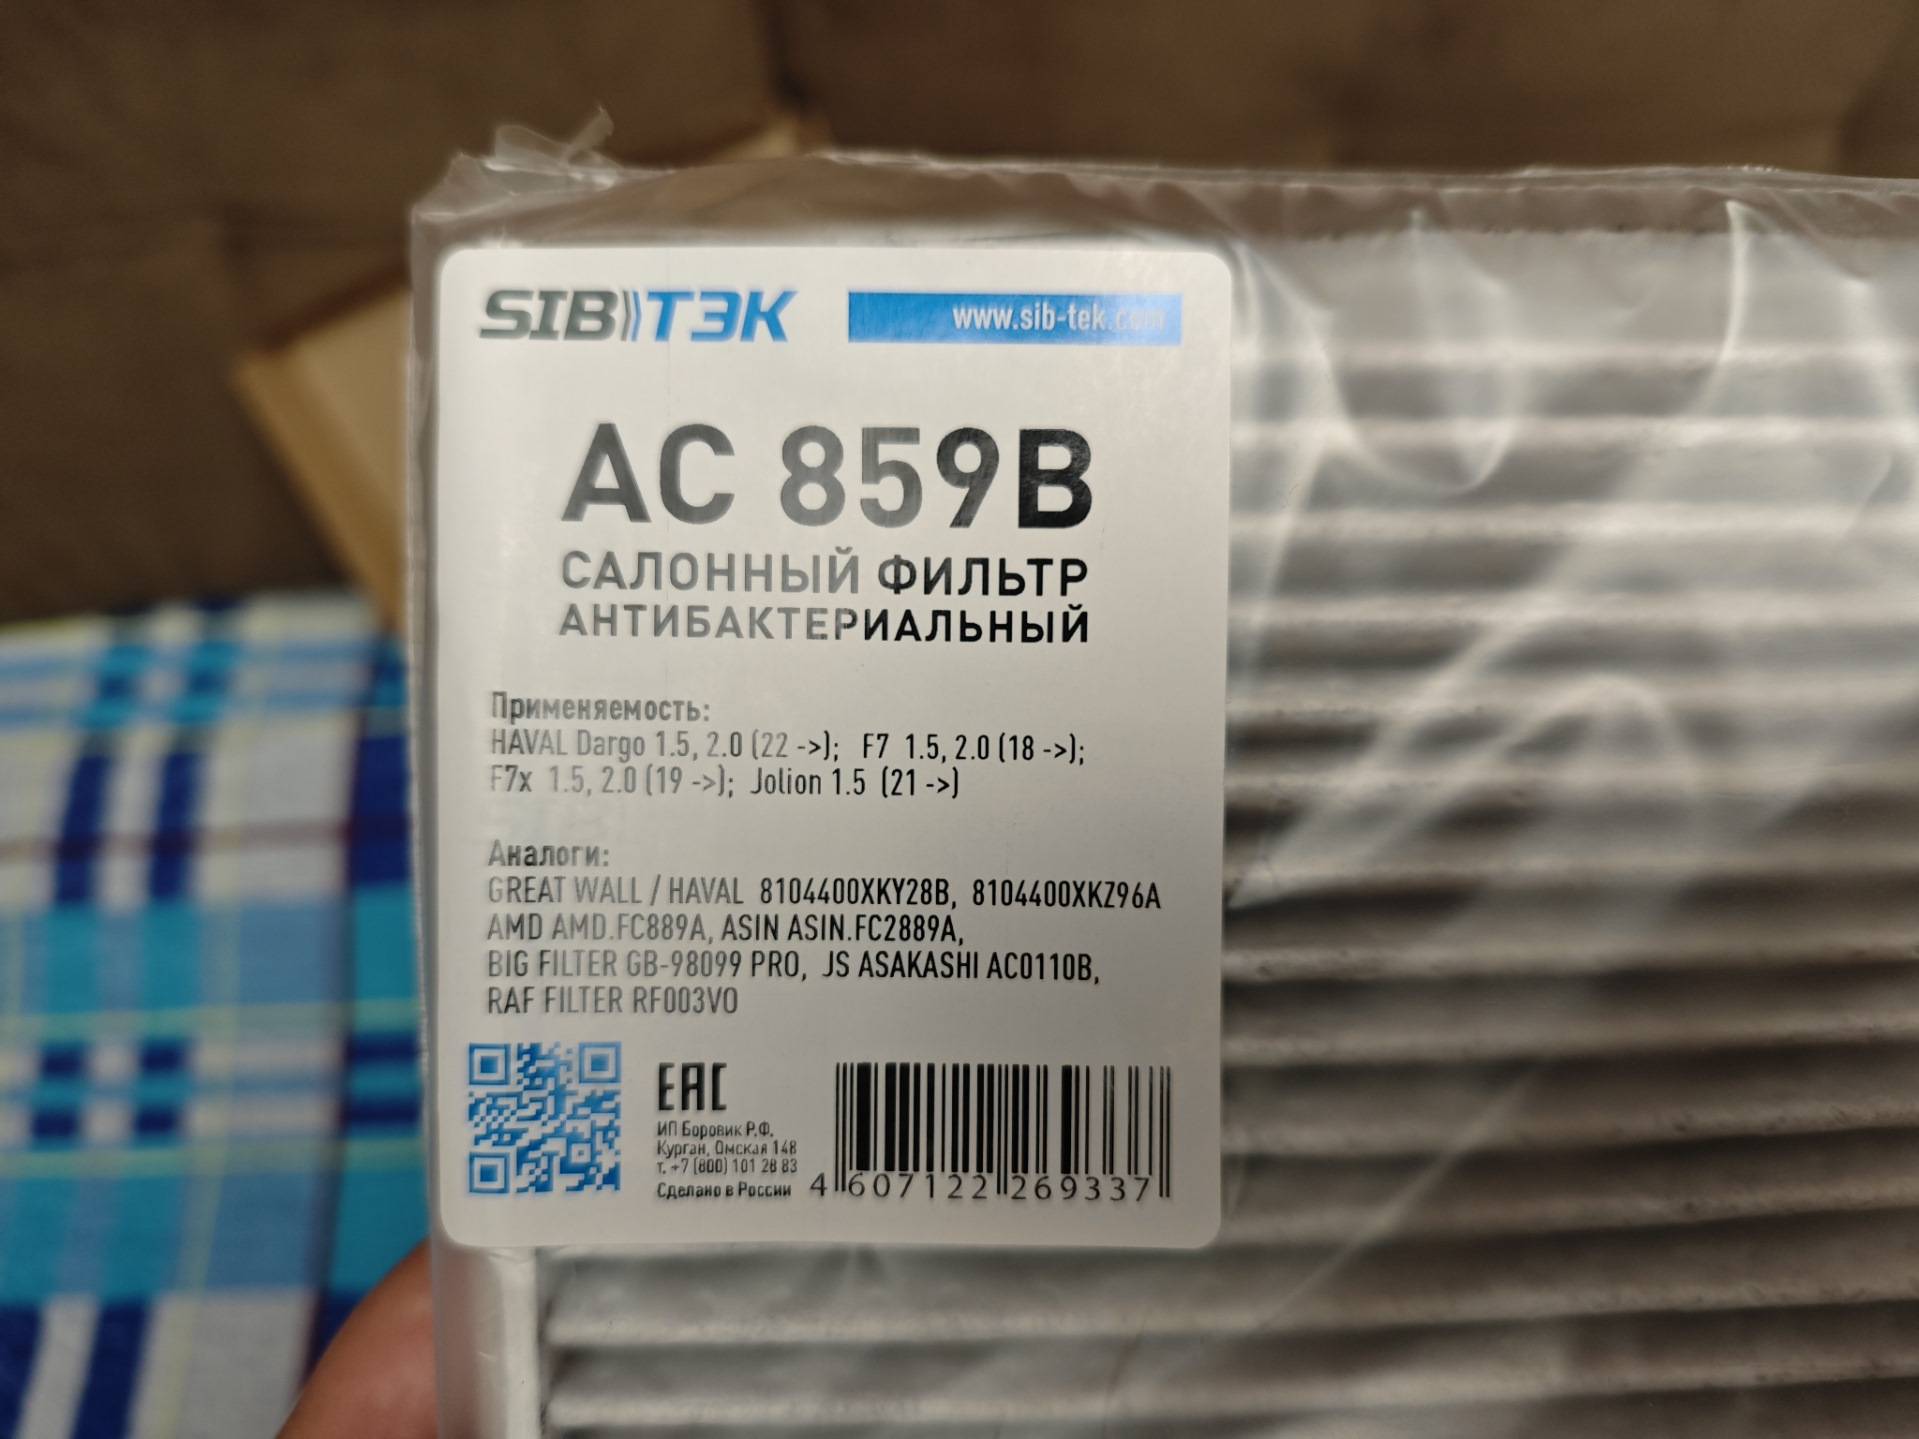 SIB TЭK
www.sib-tek.com
AC 859B
САЛОННЫЙ ФИЛЬТР
АНТИБАКТЕРИАЛЬНЫЙ
Применяемость:
HAVAL Dargo 1.5, 2.0 (22 ->); F7 1.5, 2.0 (18 ->);
F7x 1.5, 2.0 (19 ->); Jolion 1.5 (21 ->)
Аналоги:
GREAT WALL / HAVAL 8104400XKY28B, 8104400XKZ96A
AMD AMD.FC889A, ASIN ASIN.FC2889A,
BIG FILTER GB-98099 PRO, JS ASAKASHI AC0110B,
RAF FILTER RF003VO
EAC
ИП Боровик Р.Ф.
Курган, Омская 148
т. +7 (800) 101 28 83
Сделано в России
4 607122 269337